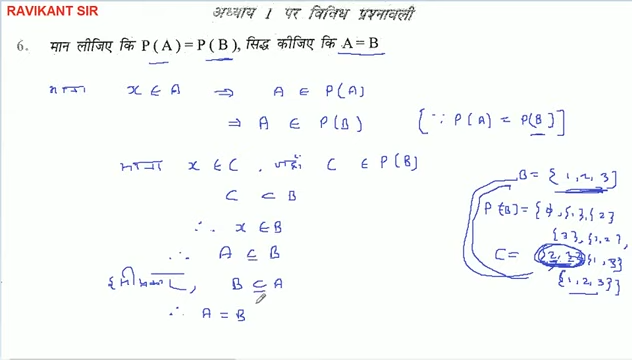 RAVIKANT SIR
अध्याय 1 पर विविध प्रश्नावली
6. मान लीजिए कि P ( A ) = P ( B ), सिद्ध कीजिए कि A = B
माना x ∈ A ⇒ A ∈ P(A)
⇒ A ∈ P(B) [∵ P(A) = P(B)]
माना x ∈ C , जहाँ C ∈ P(B)
C ⊂ B
∴ x ∈ B
∴ A ⊆ B
इसी प्रकार, B ⊆ A
∴ A = B
B = {1,2,3}
P(B) = {ϕ,{1},{2}
{3},{1,2},
C = {2,3}{1,3}
{1,2,3}}